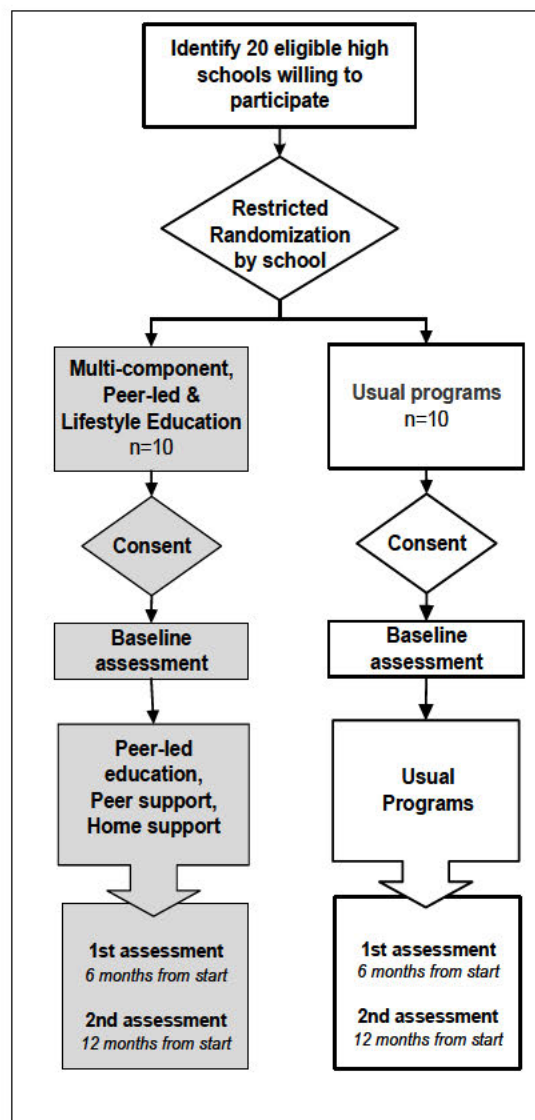 Identify 20 eligible high
schools willing to
participate
Restricted
Randomization
by school
Multi-component,
Peer-led &
Lifestyle Education
n=10
Usual programs
n=10
Consent
Consent
Baseline
assessment
Baseline
assessment
Peer-led
education,
Peer support,
Home support
Usual
Programs
1st assessment
6 months from start
2nd assessment
12 months from start
1st assessment
6 months from start
2nd assessment
12 months from start